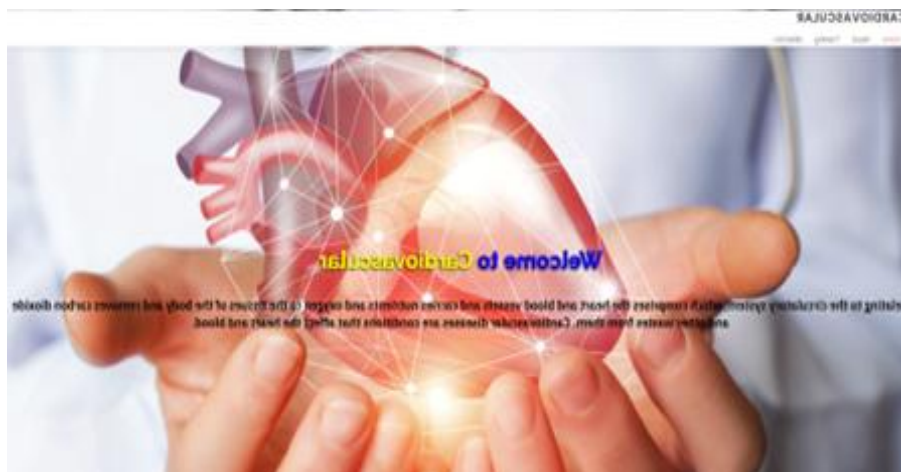 CARDIOVASCULAR
Welcome to Cardiovascular
relating to the circulatory system, which comprises the heart and blood vessels and carries nutrients and oxygen to the tissues of the body and removes carbon dioxide
and other wastes from them. Cardiovascular diseases are conditions that affect the heart and blood.